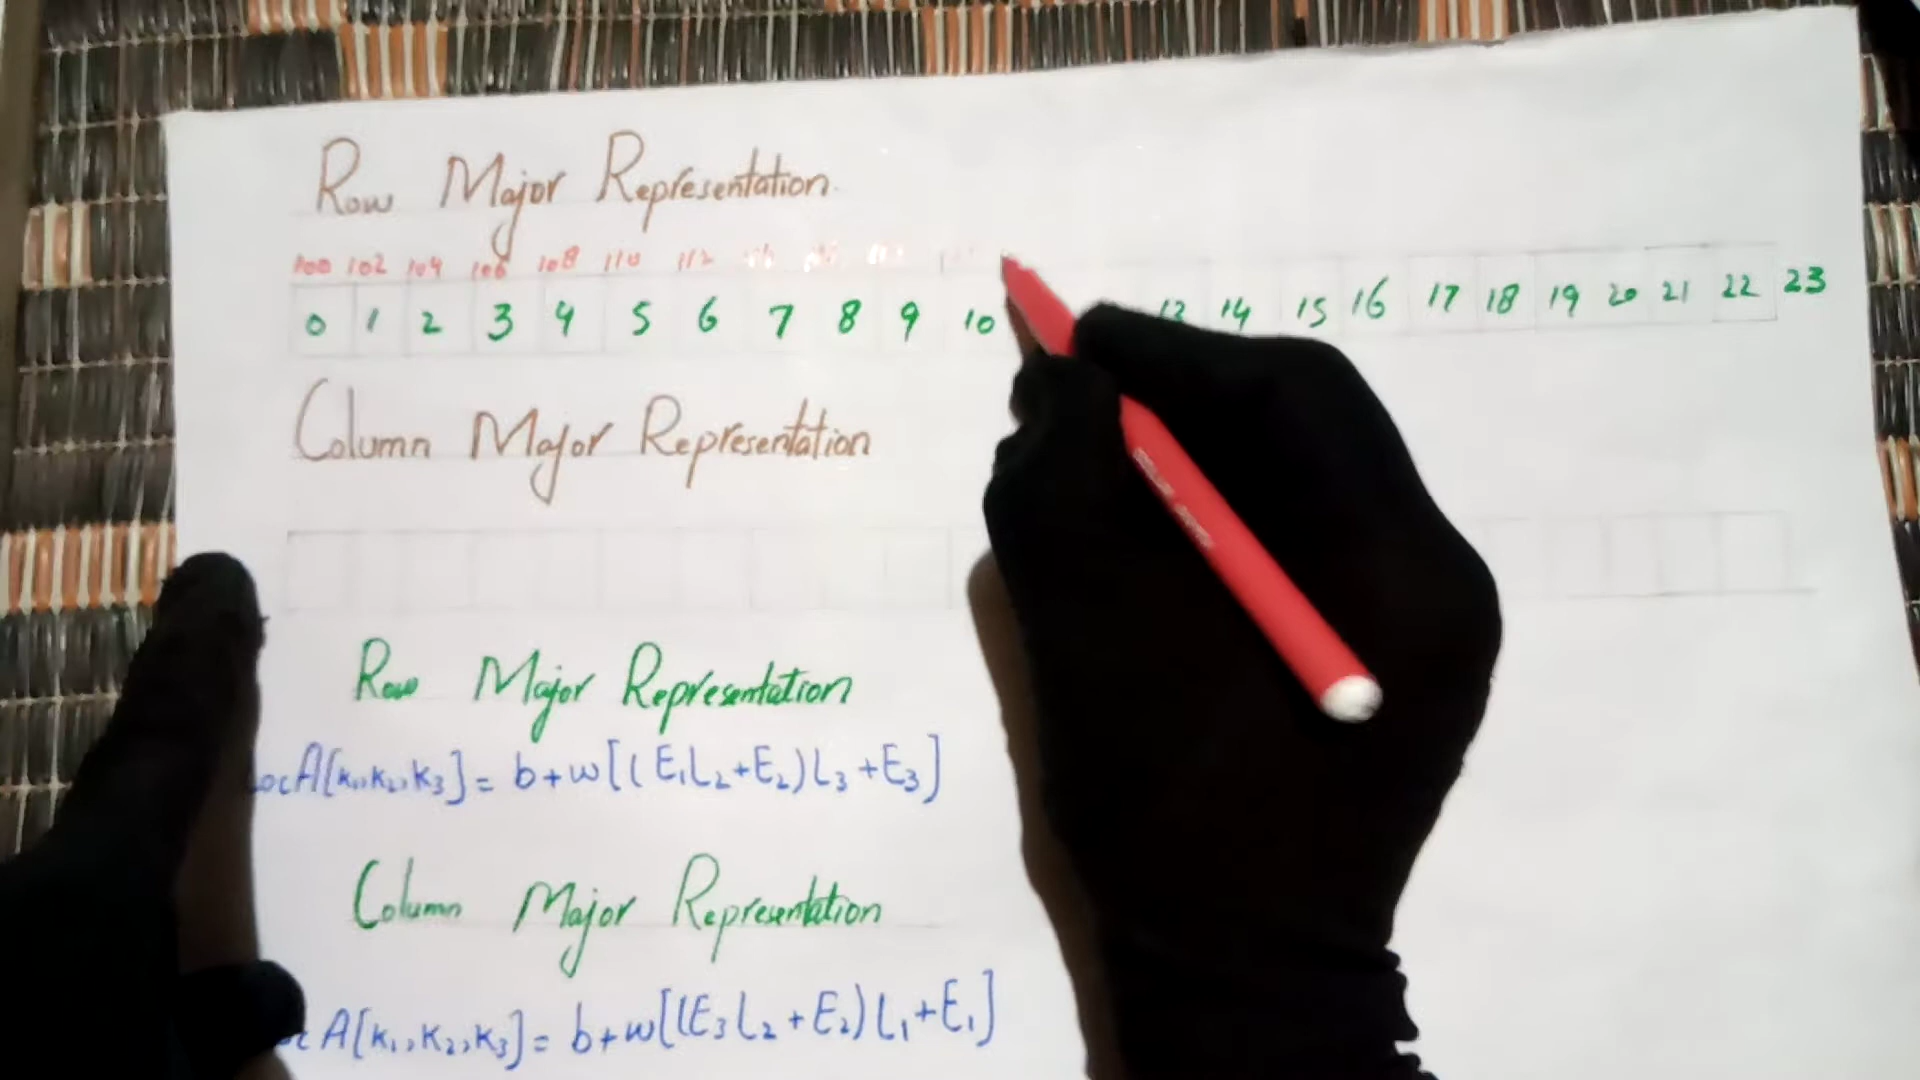 Row Major Representation
100 102 104 106 108 110 112
0 1 2 3 4 5 6 7 8 9 10 14 15 16 17 18 19 20 21 22 23
Column Major Representation
Row Major Representation
A[K₁,K₂,K₃] = b+w[(E₁L₂+E₂)L₃+E₃]
Column Major Representation
A[K₁,K₂,K₃] = b+w[(E₃L₂+E₂)L₁+E₁]